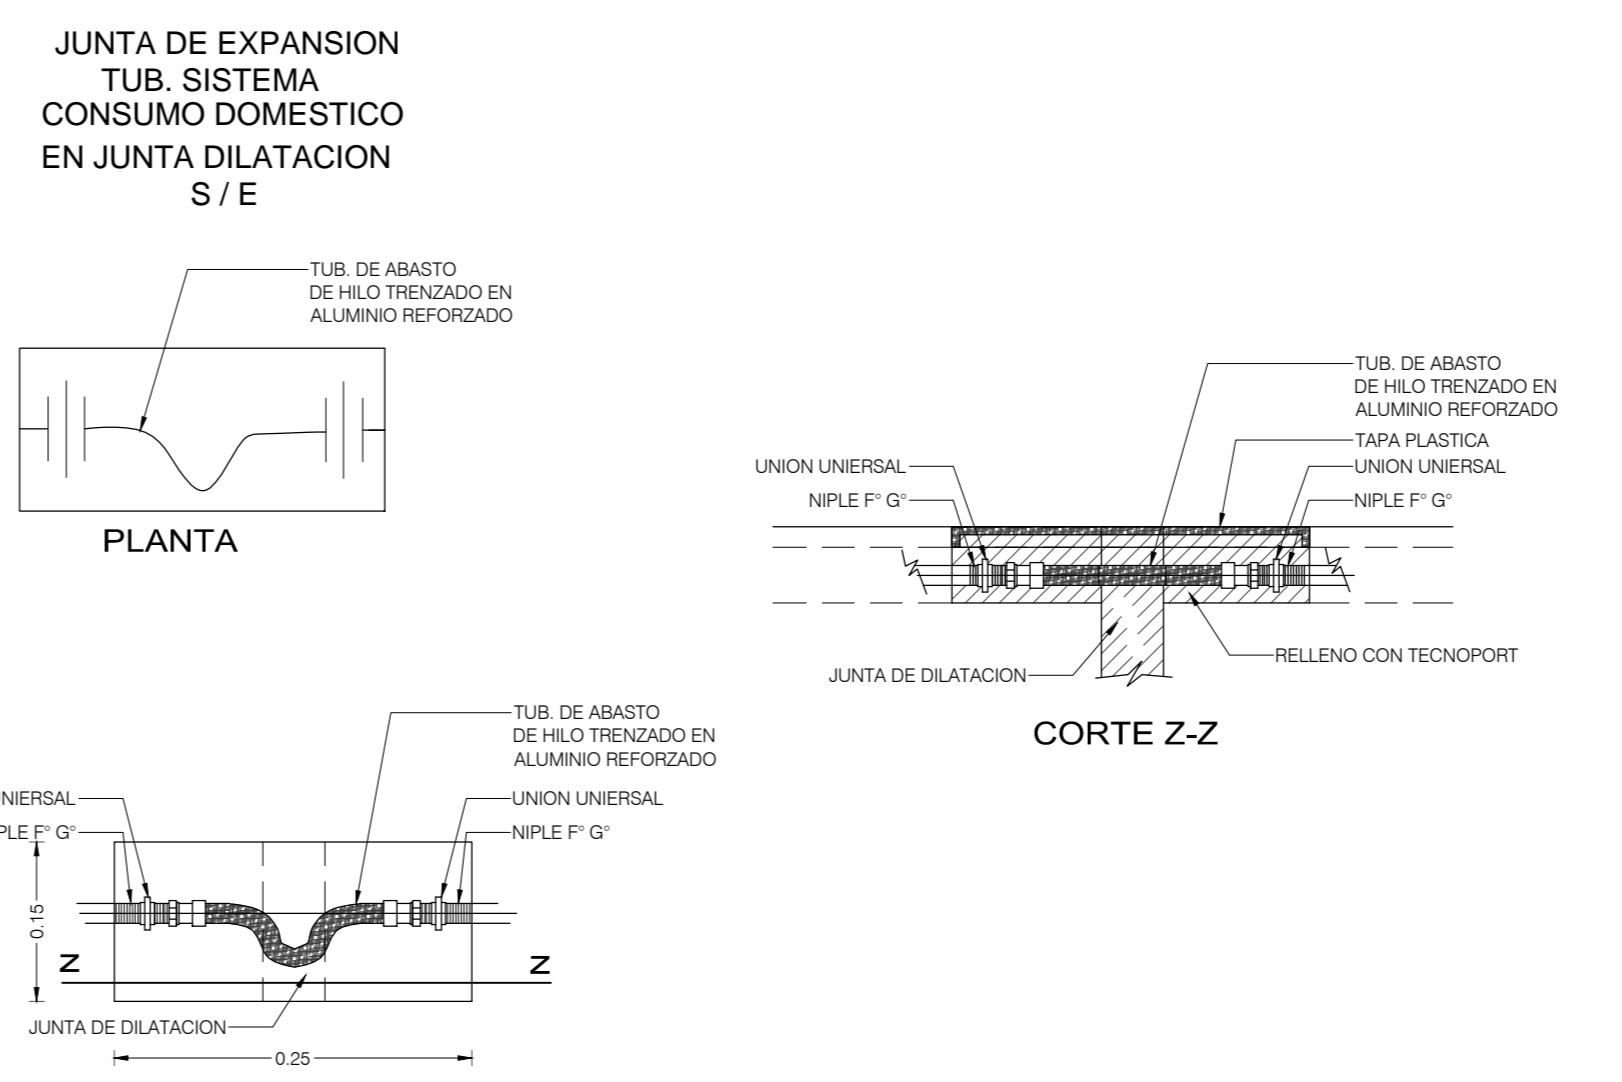 JUNTA DE EXPANSION
TUB. SISTEMA
CONSUMO DOMESTICO
EN JUNTA DILATACION
S / E
TUB. DE ABASTO
DE HILO TRENZADO EN
ALUMINIO REFORZADO
PLANTA
TUB. DE ABASTO
DE HILO TRENZADO EN
ALUMINIO REFORZADO
TAPA PLASTICA
UNION UNIERSAL
UNION UNIERSAL
NIPLE F° G°
NIPLE F° G°
JUNTA DE DILATACION
RELLENO CON TECNOPORT
CORTE Z-Z
TUB. DE ABASTO
DE HILO TRENZADO EN
ALUMINIO REFORZADO
NIERSAL
UNION UNIERSAL
PLE F° G°
NIPLE F° G°
0.15
Z
Z
JUNTA DE DILATACION
0.25